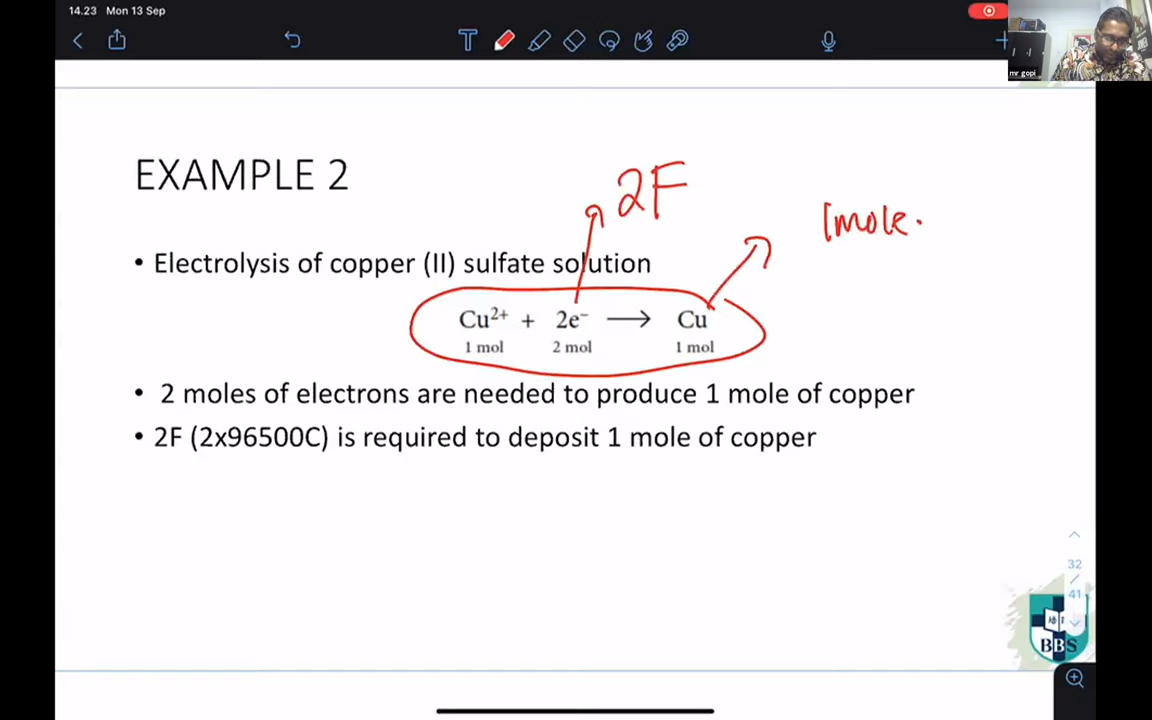 14.23 Mon 13 Sep
T
mr gopi
EXAMPLE 2
2F
1mole.
• Electrolysis of copper (II) sulfate solution
Cu²⁺ + 2e⁻ ⟶ Cu
1 mol 2 mol 1 mol
• 2 moles of electrons are needed to produce 1 mole of copper
• 2F (2x96500C) is required to deposit 1 mole of copper
32
/
41
BBS